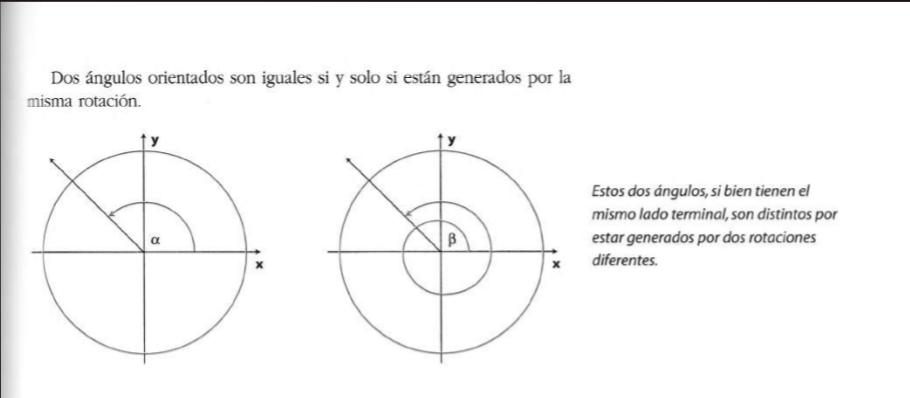 Dos ángulos orientados son iguales si y solo si están generados por la
misma rotación.
y
α
x
y
β
x
Estos dos ángulos, si bien tienen el
mismo lado terminal, son distintos por
estar generados por dos rotaciones
diferentes.